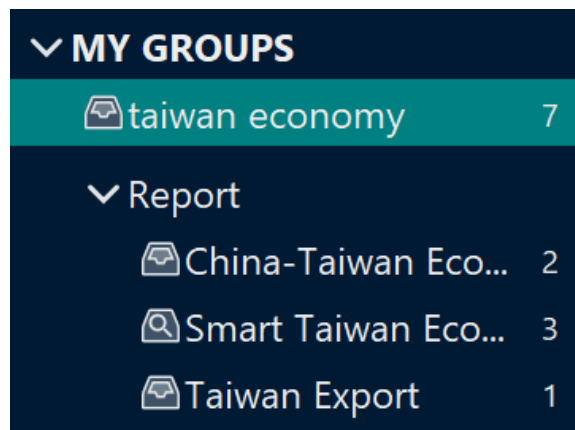 MY GROUPS
taiwan economy 7
Report
China-Taiwan Eco... 2
Smart Taiwan Eco... 3
Taiwan Export 1